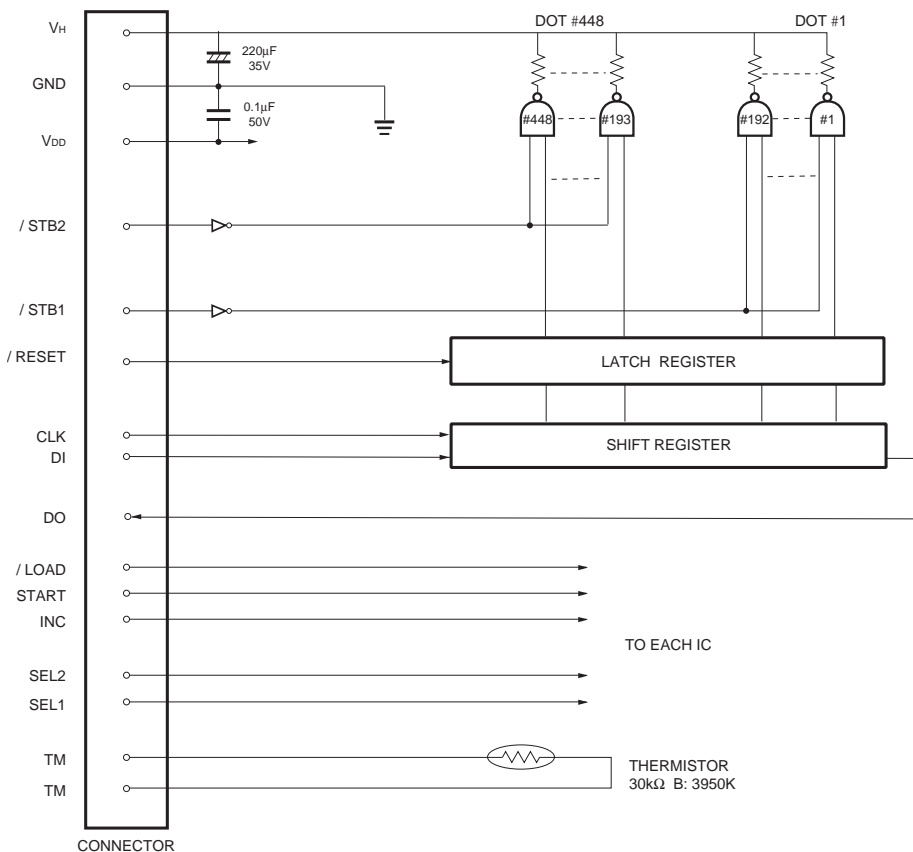 DOT #448 DOT #1
VH
220μF
35V
GND
0.1μF
50V
#448 #193 #192 #1
VDD
/ STB2
/ STB1
/ RESET
LATCH REGISTER
CLK
SHIFT REGISTER
DI
DO
/ LOAD
START
INC
TO EACH IC
SEL2
SEL1
TM
THERMISTOR
30kΩ B: 3950K
TM
CONNECTOR